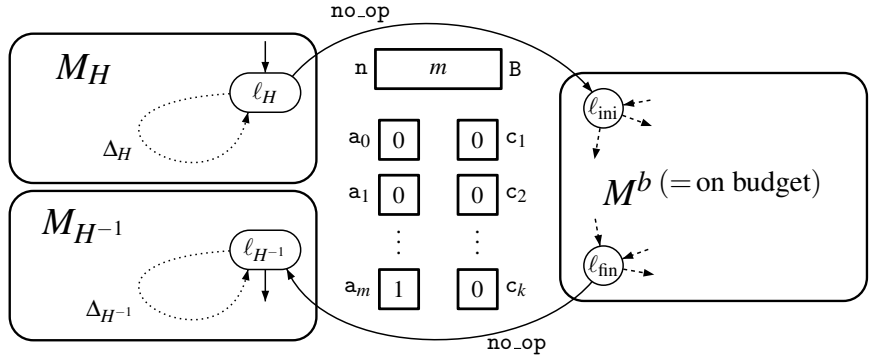 no_op
M_H
ℓ_H
Δ_H
n m B
a_0 0 0 c_1
a_1 0 0 c_2
⋮ ⋮
a_m 1 0 c_k
ℓ_ini
M^b (= on budget)
ℓ_fin
M_{H^{-1}}
ℓ_{H^{-1}}
Δ_{H^{-1}}
no_op